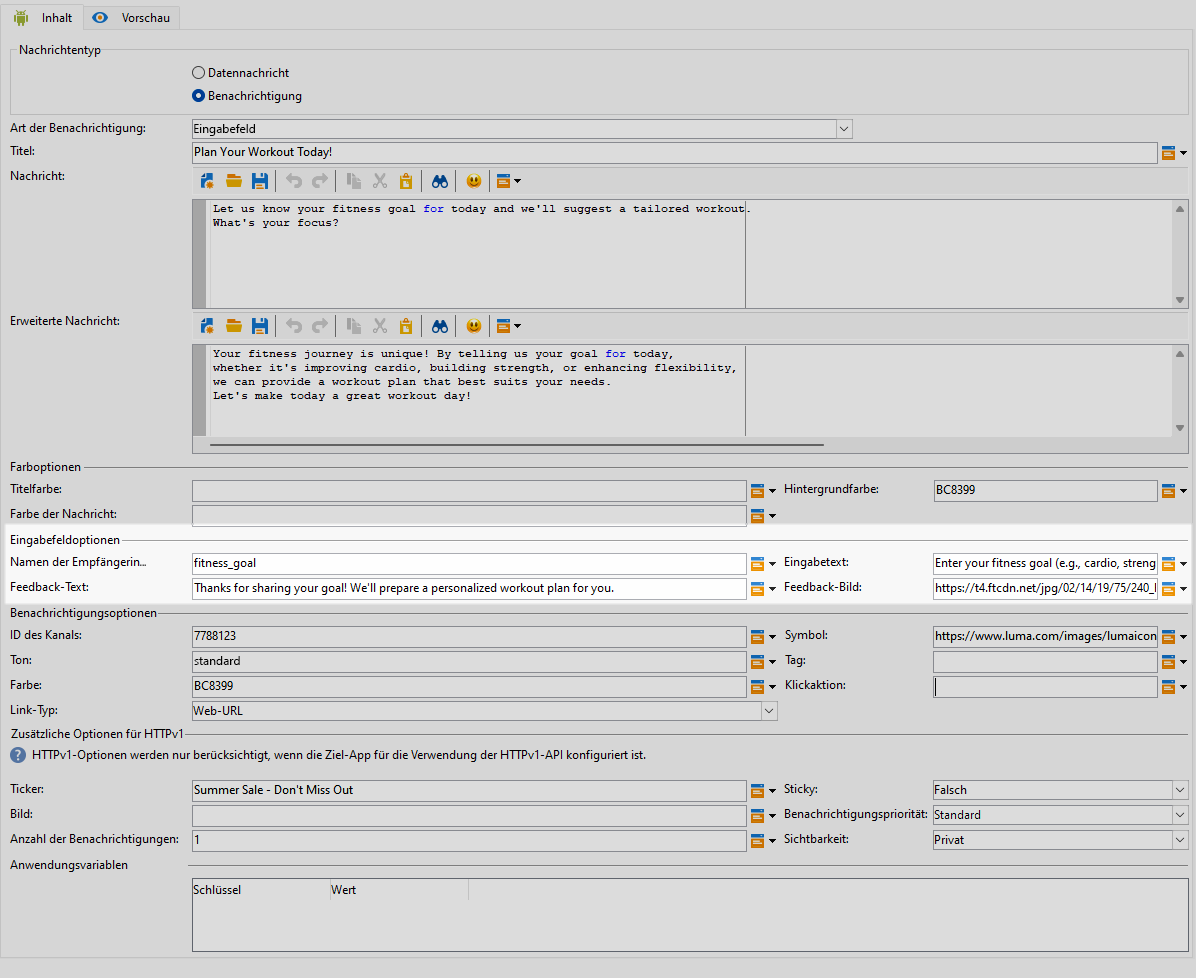 Inhalt Vorschau
Nachrichtentyp
Datennachricht
Benachrichtigung
Art der Benachrichtigung: Eingabefeld
Titel: Plan Your Workout Today!
Nachricht:
Let us know your fitness goal for today and we'll suggest a tailored workout.
What's your focus?
Erweiterte Nachricht:
Your fitness journey is unique! By telling us your goal for today,
whether it's improving cardio, building strength, or enhancing flexibility,
we can provide a workout plan that best suits your needs.
Let's make today a great workout day!
Farboptionen
Titelfarbe: Hintergrundfarbe: BC8399
Farbe der Nachricht:
Eingabefeldoptionen
Namen der Empfängerin... fitness_goal Eingabetext: Enter your fitness goal (e.g., cardio, streng
Feedback-Text: Thanks for sharing your goal! We'll prepare a personalized workout plan for you. Feedback-Bild: https://t4.ftcdn.net/jpg/02/14/19/75/240_
Benachrichtigungsoptionen
ID des Kanals: 7788123 Symbol: https://www.luma.com/images/lumaicon
Ton: standard Tag:
Farbe: BC8399 Klickaktion:
Link-Typ: Web-URL
Zusätzliche Optionen für HTTPv1
? HTTPv1-Optionen werden nur berücksichtigt, wenn die Ziel-App für die Verwendung der HTTPv1-API konfiguriert ist.
Ticker: Summer Sale - Don't Miss Out Sticky: Falsch
Bild: Benachrichtigungspriorität: Standard
Anzahl der Benachrichtigungen: 1 Sichtbarkeit: Privat
Anwendungsvariablen
Schlüssel Wert